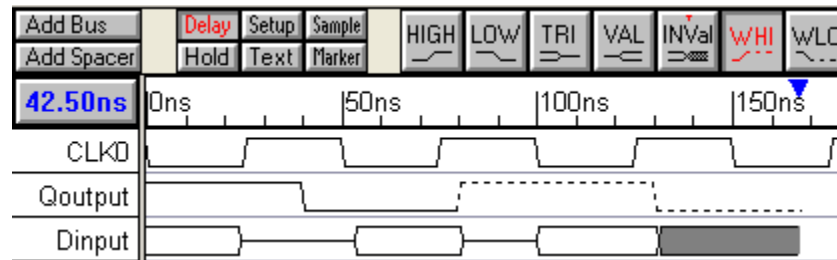 Add Bus Delay Setup Sample HIGH LOW TRI VAL INVal WHI WLO
Add Spacer Hold Text Marker
42.50ns 0ns 50ns 100ns 150ns
CLK0
Qoutput
Dinput